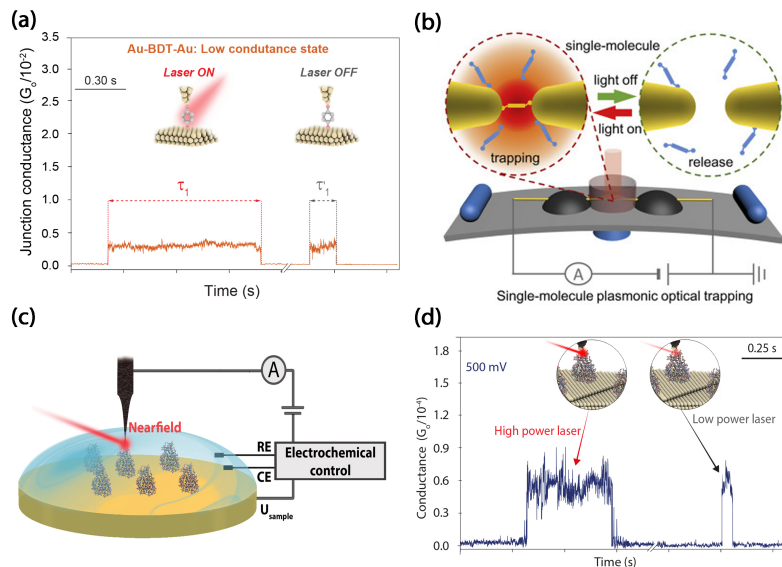 (a)
Junction conductance (G₀/10⁻²)
3.5
3.0
2.5
2.0
1.5
1.0
0.5
0.0
Au-BDT-Au: Low condutance state
0.30 s
Laser ON
Laser OFF
τ₁
τ'₁
Time (s)
(b)
single-molecule
light off
light on
trapping
release
A
Single-molecule plasmonic optical trapping
(c)
A
Nearfield
RE
CE
Electrochemical
control
U sample
(d)
Conductance (G₀/10⁻⁴)
1.8
1.5
1.2
0.9
0.6
0.3
0.0
500 mV
0.25 s
High power laser
Low power laser
Time (s)